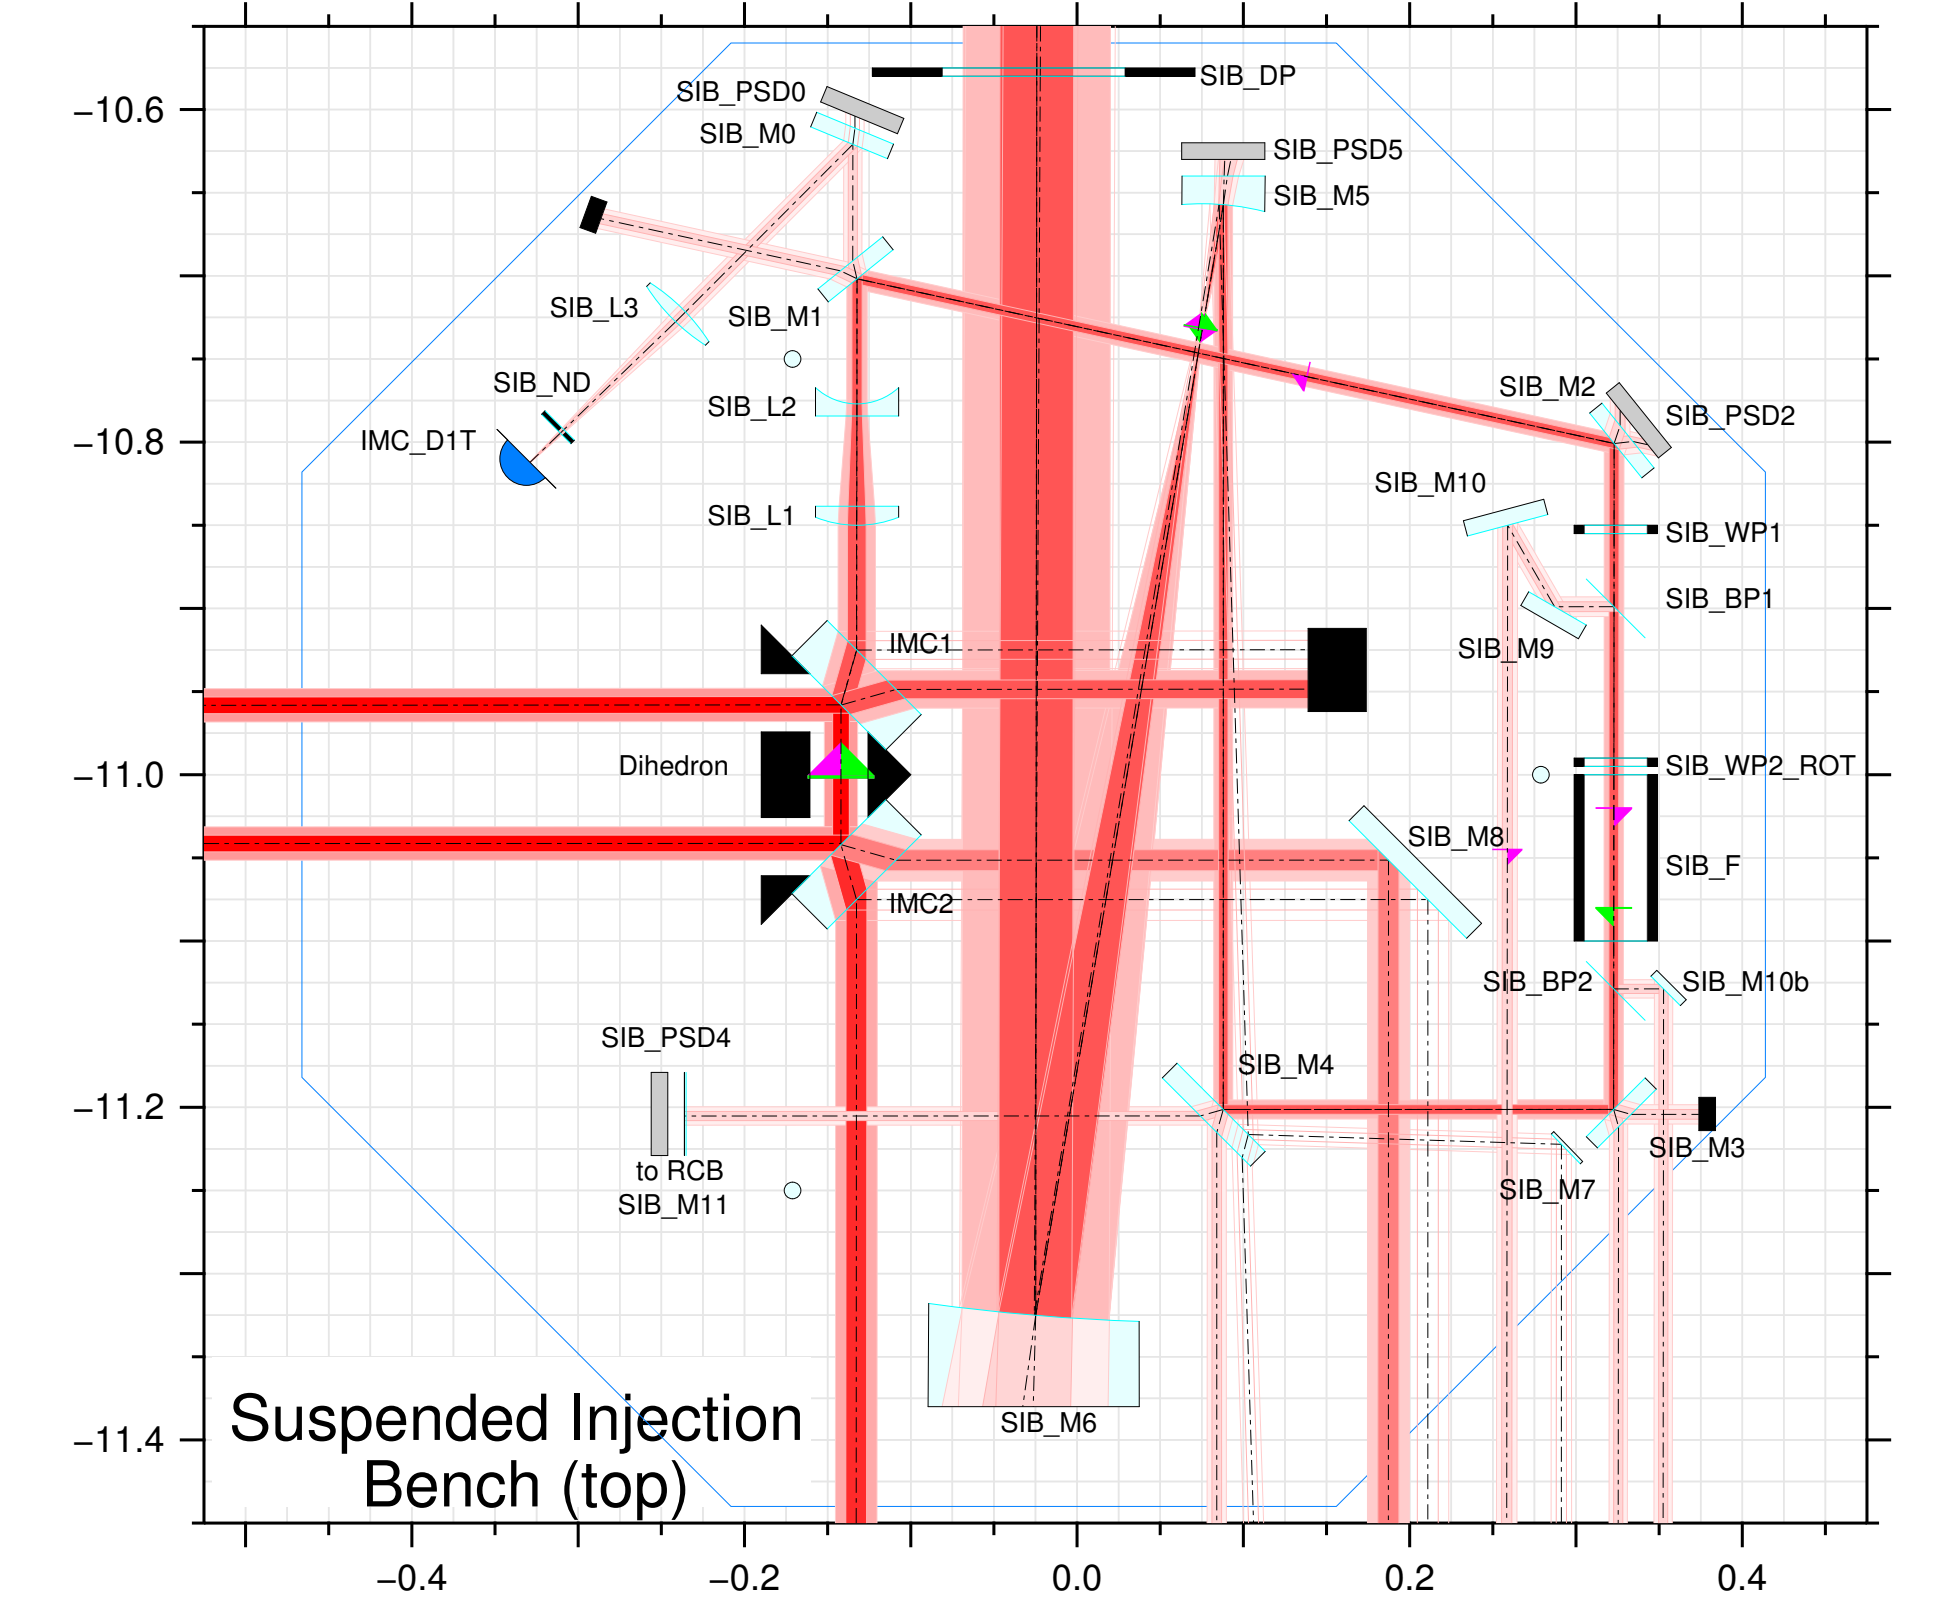 SIB_DP
−10.6
SIB_PSD0
SIB_M0
SIB_PSD5
SIB_M5
SIB_L3
SIB_M1
SIB_ND
SIB_L2
SIB_M2
SIB_PSD2
−10.8
IMC_D1T
SIB_M10
SIB_L1
SIB_WP1
SIB_BP1
IMC1
SIB_M9
Dihedron
−11.0
SIB_WP2_ROT
SIB_M8
SIB_F
IMC2
SIB_BP2
SIB_M10b
SIB_PSD4
SIB_M4
−11.2
SIB_M3
to RCB
SIB_M11
SIB_M7
Suspended Injection
Bench (top)
SIB_M6
−11.4
−0.4
−0.2
0.0
0.2
0.4